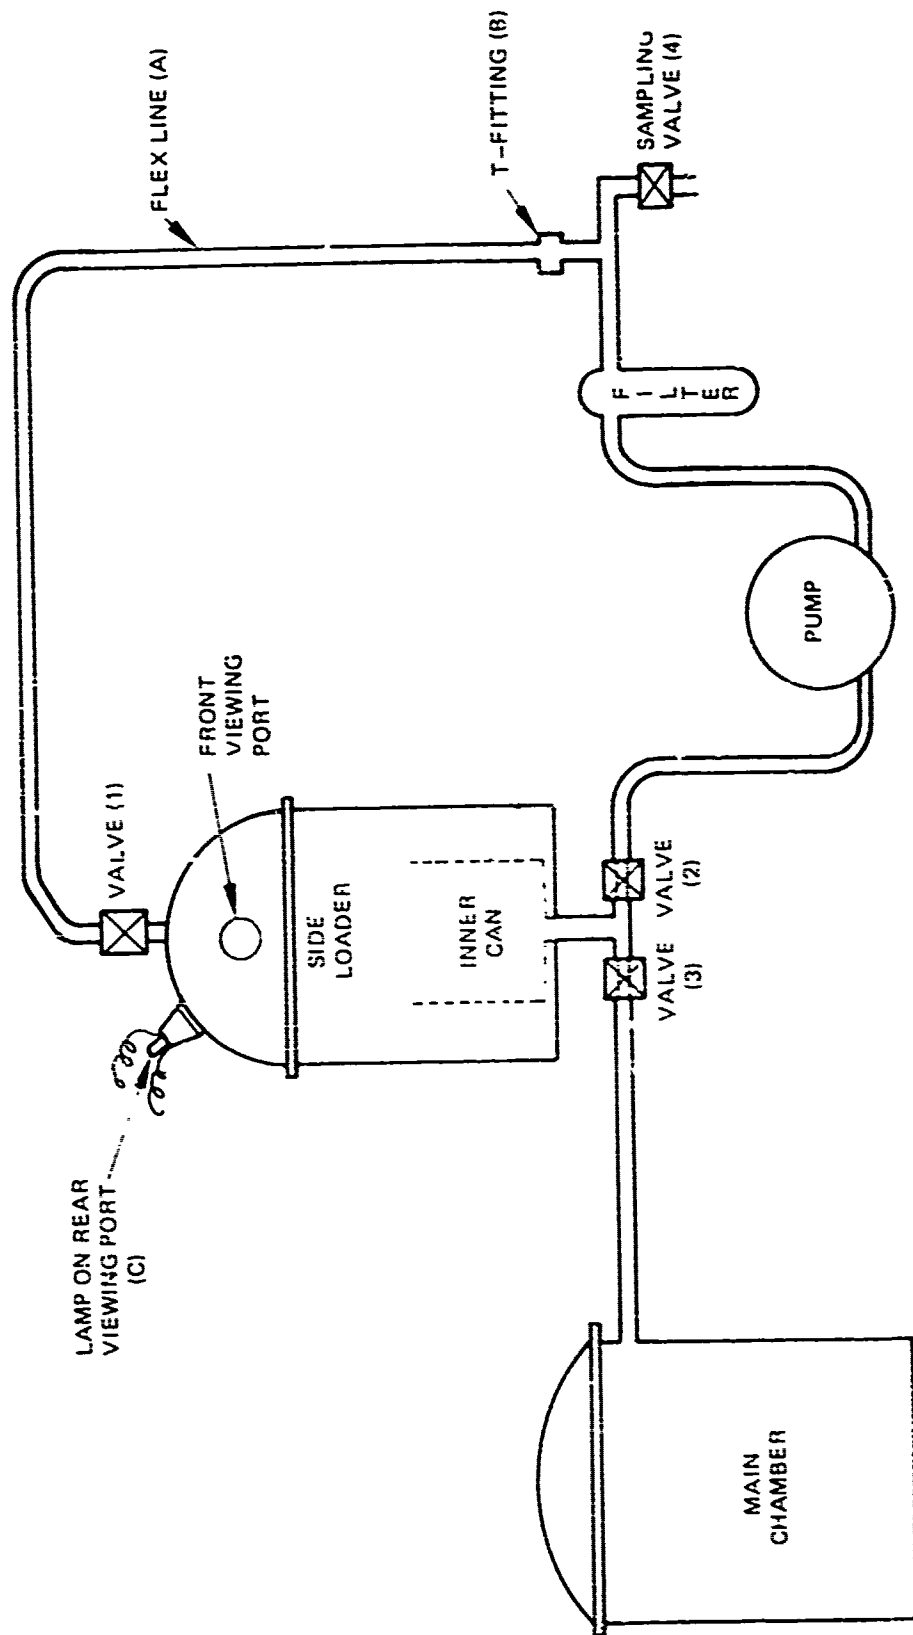 FLEX LINE (A)
T-FITTING (B)
SAMPLING
VALVE (4)
FILTER
PUMP
VALVE (1)
FRONT
VIEWING
PORT
SIDE
LOADER
INNER
CAN
VALVE
(2)
VALVE
(3)
LAMP ON REAR
VIEWING PORT
(C)
MAIN
CHAMBER